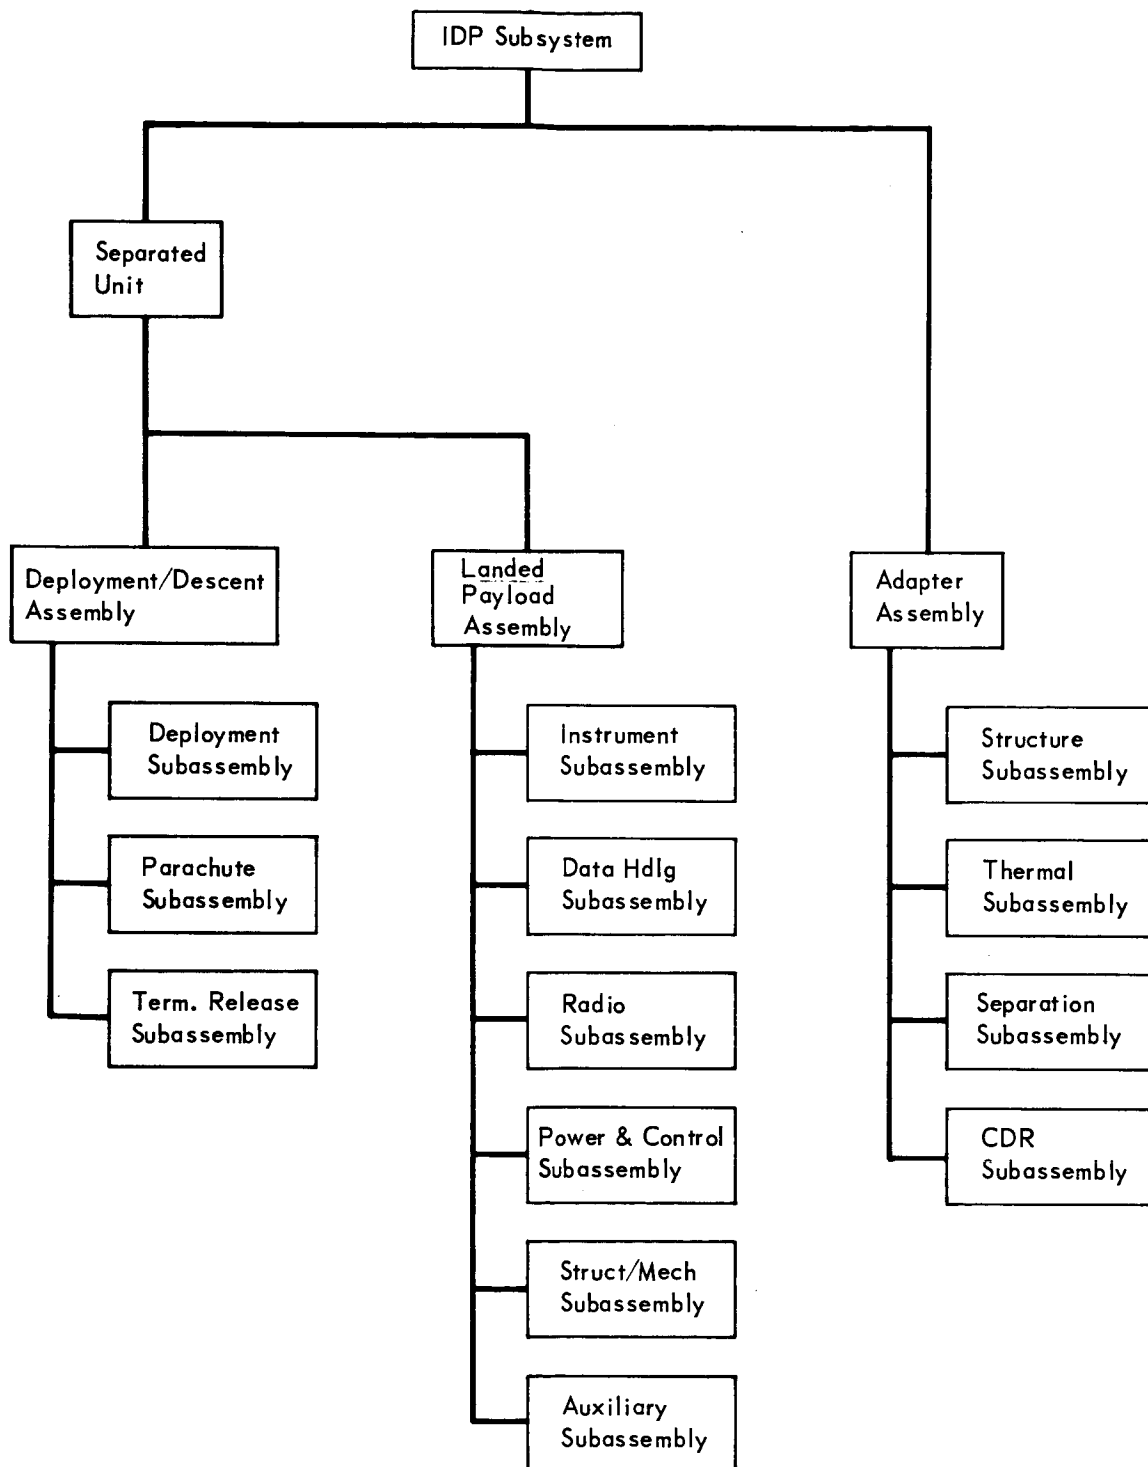 IDP Subsystem
Separated
Unit
Deployment/Descent
Assembly
Landed
Payload
Assembly
Adapter
Assembly
Deployment
Subassembly
Parachute
Subassembly
Term. Release
Subassembly
Instrument
Subassembly
Data Hdlg
Subassembly
Radio
Subassembly
Power & Control
Subassembly
Struct/Mech
Subassembly
Auxiliary
Subassembly
Structure
Subassembly
Thermal
Subassembly
Separation
Subassembly
CDR
Subassembly